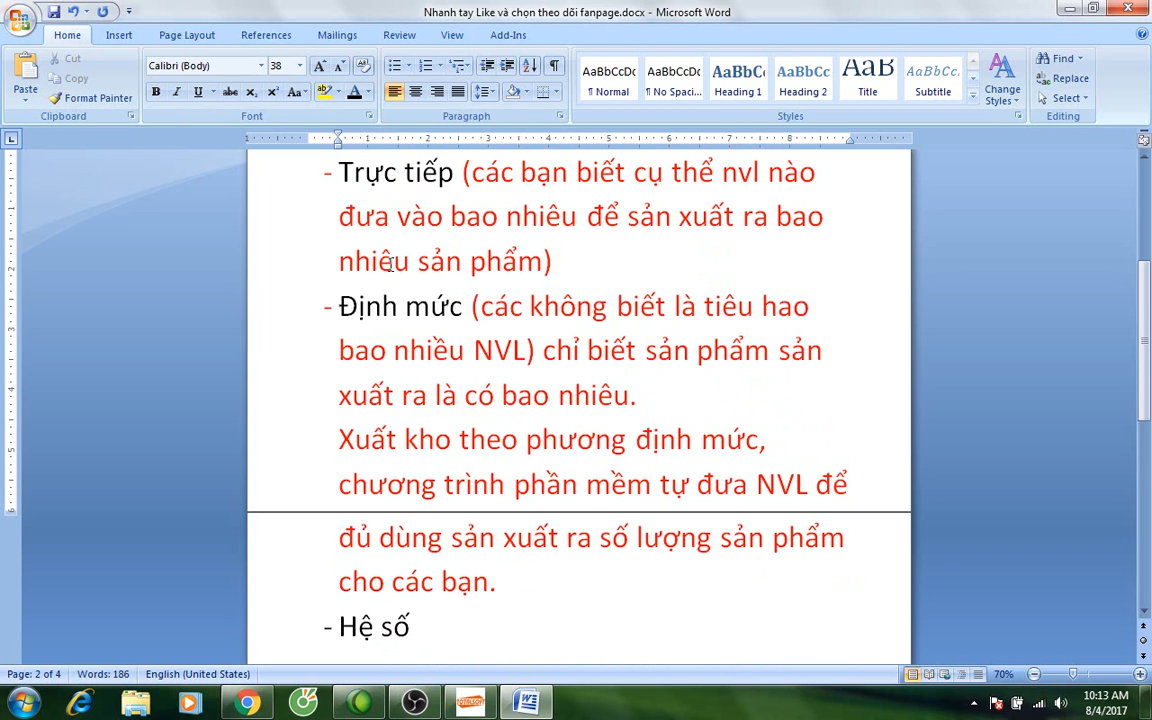 Nhanh tay Like và chọn theo dõi fanpage.docx - Microsoft Word
Home Insert Page Layout References Mailings Review View Add-Ins
Paste
Cut
Copy
Format Painter
Clipboard
Calibri (Body) 38
Font
Paragraph
AaBbCcDc AaBbCcDc AaBbC AaBbCc AaB AaBbCc.
¶ Normal ¶ No Spaci... Heading 1 Heading 2 Title Subtitle
Change Styles
Styles
Find
Replace
Select
Editing
- Trực tiếp (các bạn biết cụ thể nvl nào
đưa vào bao nhiêu để sản xuất ra bao
nhiêu sản phẩm)
- Định mức (các không biết là tiêu hao
bao nhiều NVL) chỉ biết sản phẩm sản
xuất ra là có bao nhiêu.
Xuất kho theo phương định mức,
chương trình phần mềm tự đưa NVL để
đủ dùng sản xuất ra số lượng sản phẩm
cho các bạn.
- Hệ số
Page: 2 of 4 Words: 186 English (United States) 70%
10:13 AM
8/4/2017